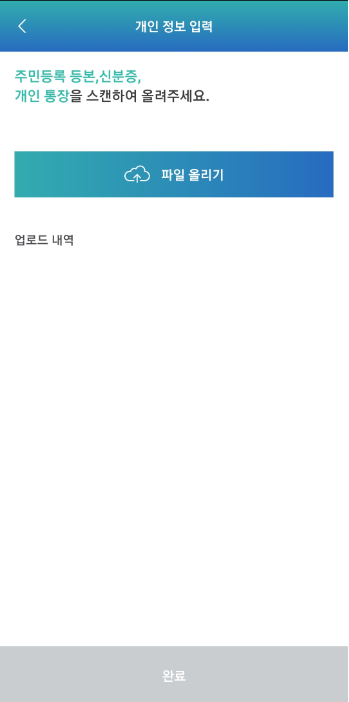 개인 정보 입력
주민등록 등본,신분증,
개인 통장을 스캔하여 올려주세요.
파일 올리기
업로드 내역
완료